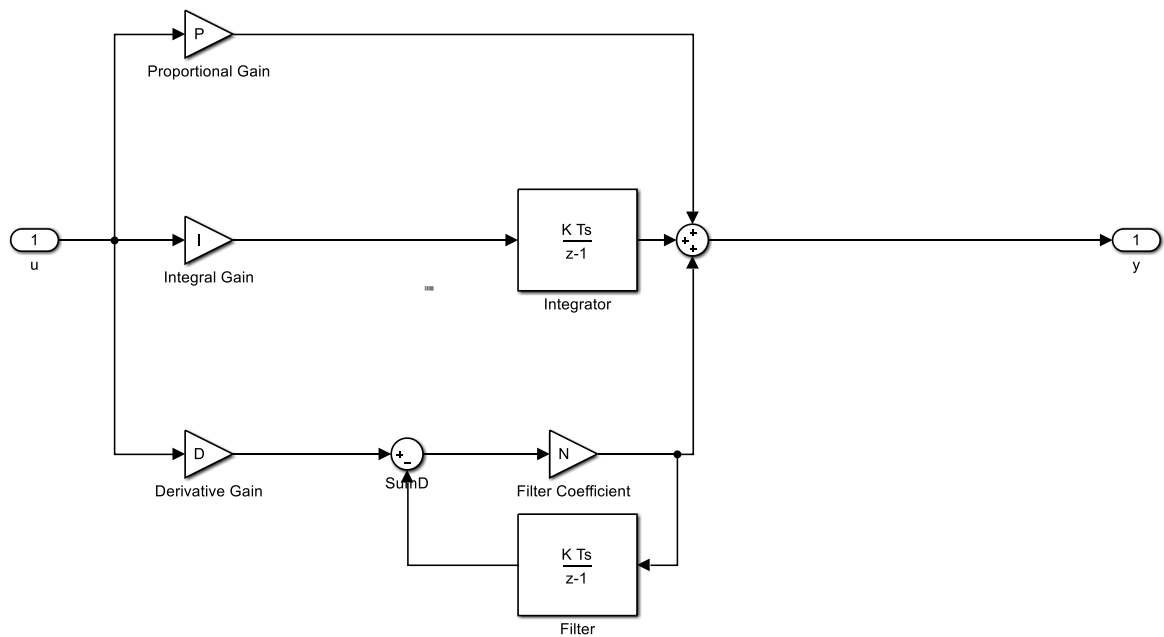 P
Proportional Gain
1
u
I
Integral Gain
K Ts
z-1
Integrator
+
+
+
1
y
D
Derivative Gain
+
−
SumD
N
Filter Coefficient
K Ts
z-1
Filter